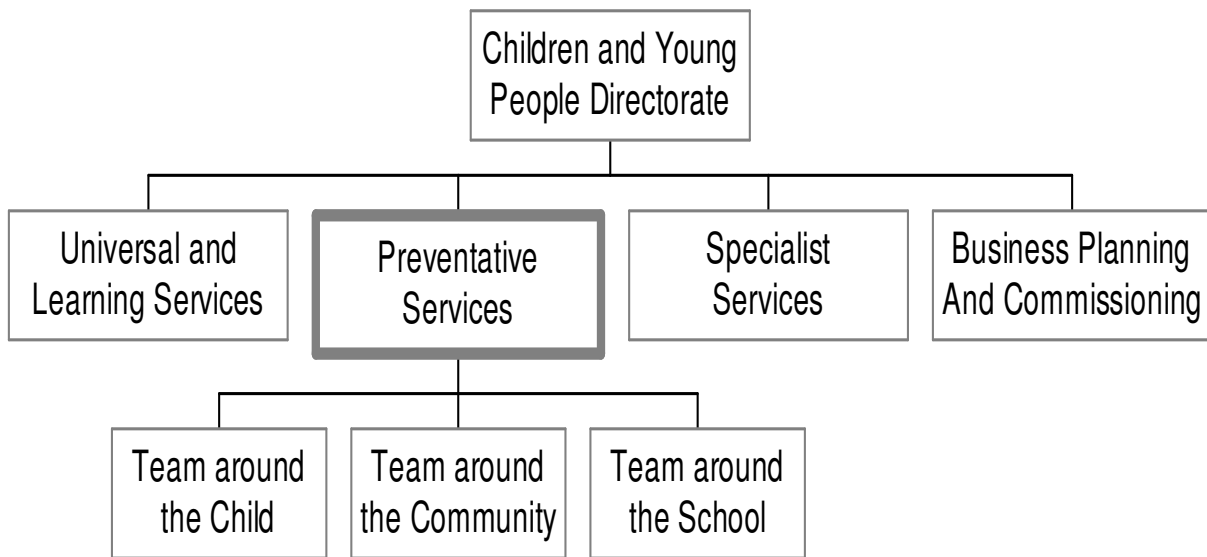 Children and Young
People Directorate
Universal and
Learning Services
Preventative
Services
Specialist
Services
Business Planning
And Commissioning
Team around
the Child
Team around
the Community
Team around
the School